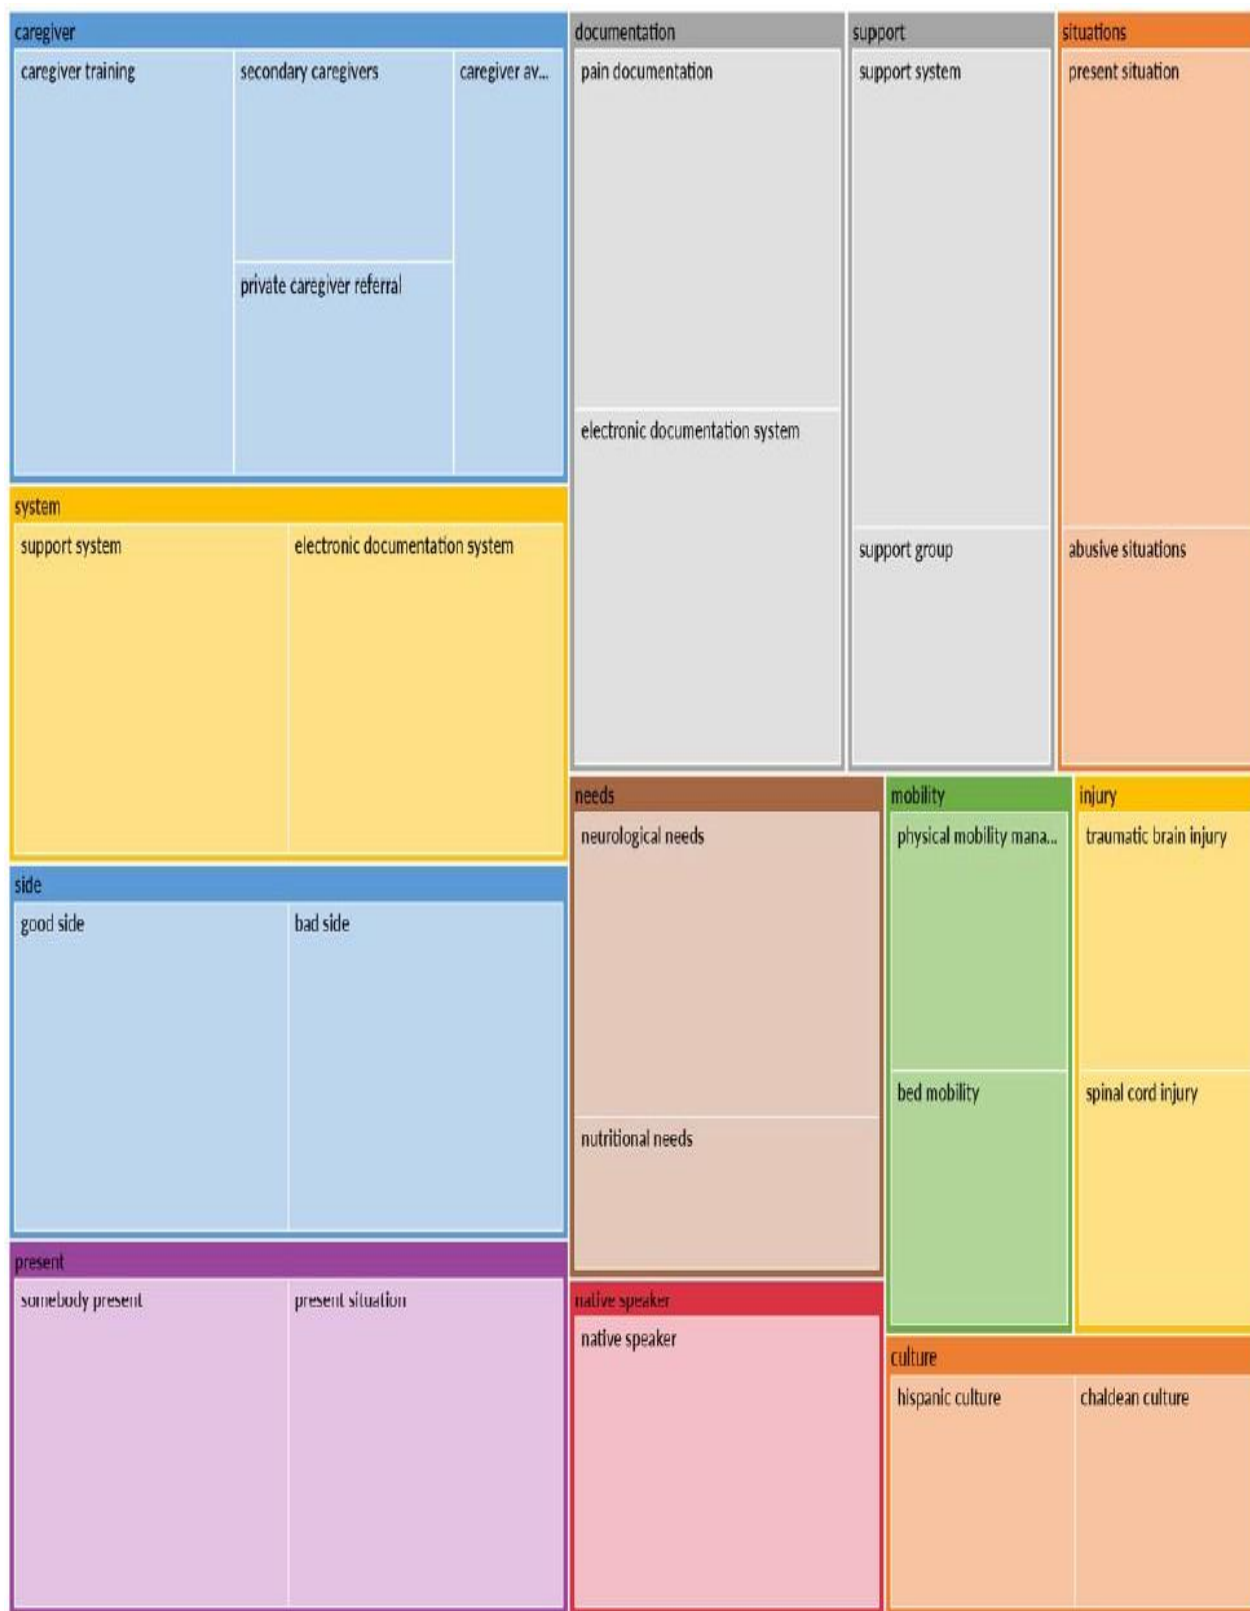 caregiver
caregiver training
secondary caregivers
caregiver av...
private caregiver referral
system
support system
electronic documentation system
side
good side
bad side
present
somebody present
present situation
documentation
pain documentation
electronic documentation system
support
support system
support group
situations
present situation
abusive situations
needs
neurological needs
nutritional needs
native speaker
native speaker
mobility
physical mobility mana...
bed mobility
injury
traumatic brain injury
spinal cord injury
culture
hispanic culture
chaldean culture